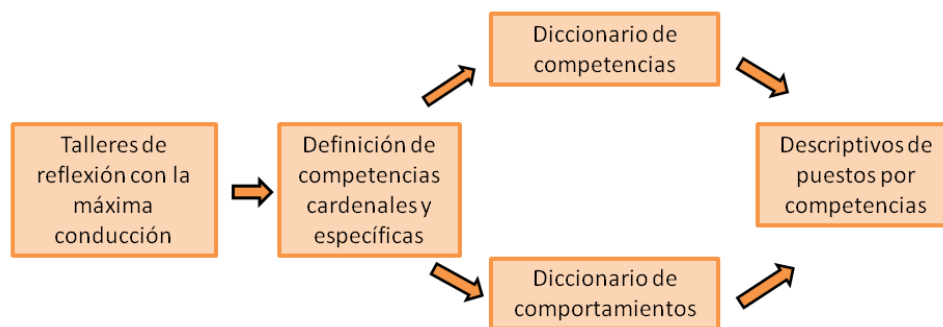 Talleres de
reflexión con la
máxima
conducción
Definición de
competencias
cardenales y
específicas
Diccionario de
competencias
Diccionario de
comportamientos
Descriptivos de
puestos por
competencias